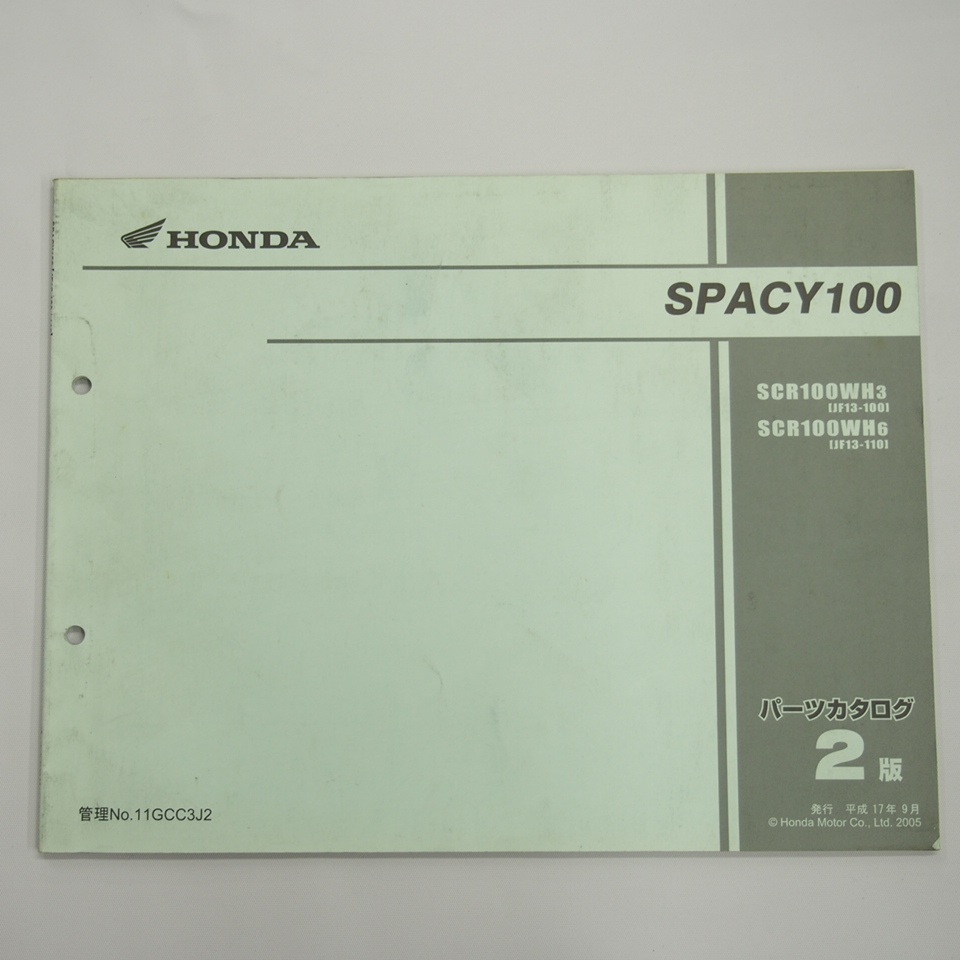 HONDA
SPACY100
SCR100WH3
[JF13-100]
SCR100WH6
[JF13-110]
パーツカタログ
2版
管理No.11GCC3J2
発行 平成 17年 9月
© Honda Motor Co., Ltd. 2005